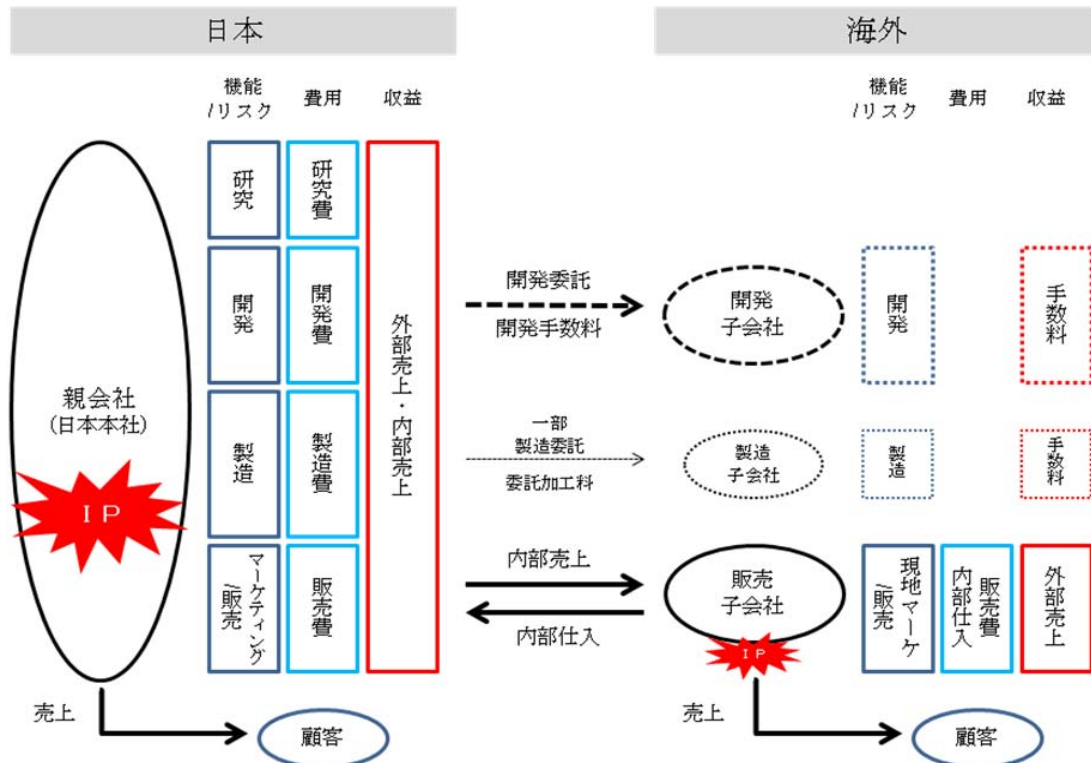 日本
海外
機能
/リスク
費用
収益
機能
/リスク
費用
収益
研究
研究費
開発
開発費
製造
製造費
マーケティング
/販売
販売費
外部売上・内部売上
親会社
(日本本社)
ＩＰ
売上
顧客
開発委託
開発手数料
一部
製造委託
委託加工料
内部売上
内部仕入
開発
子会社
開発
手数料
製造
子会社
製造
手数料
販売
子会社
ＩＰ
現地マーケ
/販売
販売費
内部仕入
外部売上
売上
顧客